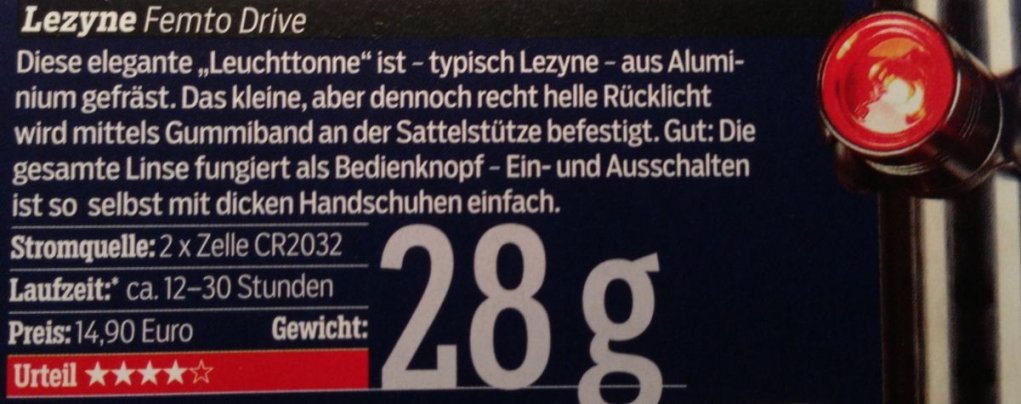 Lezyne Femto Drive
Diese elegante „Leuchttonne“ ist – typisch Lezyne – aus Alumi-
nium gefräst. Das kleine, aber dennoch recht helle Rücklicht
wird mittels Gummiband an der Sattelstütze befestigt. Gut: Die
gesamte Linse fungiert als Bedienknopf – Ein- und Ausschalten
ist so selbst mit dicken Handschuhen einfach.
Stromquelle: 2 x Zelle CR2032
Laufzeit:* ca. 12–30 Stunden
Preis: 14,90 Euro Gewicht: 28 g
Urteil ★★★★☆